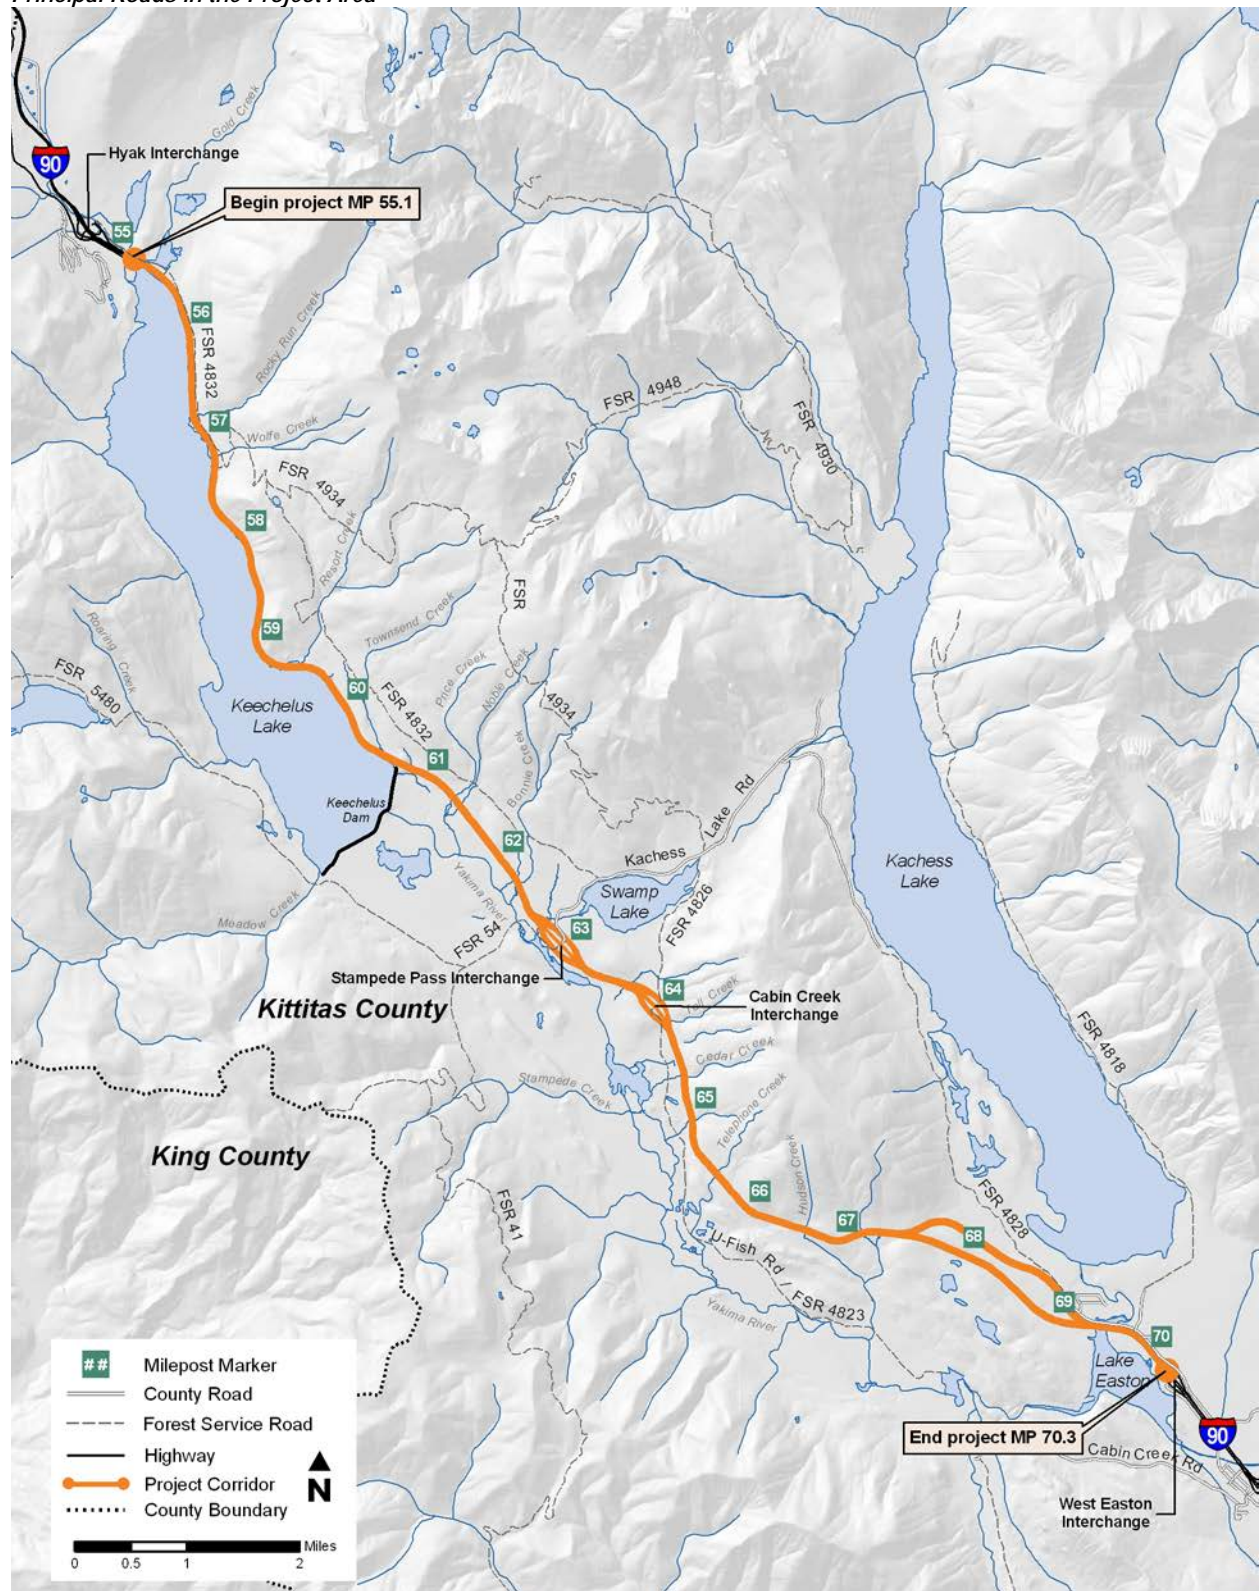 Principal Roads in the Project Area
Gold Creek
Hyak Interchange
90
Begin project MP 55.1
55
56
FSR 4832
Rocky Run Creek
57
Wolfe Creek
FSR 4948
FSR 4930
FSR 4934
58
Resort Creek
FSR
Townsend Creek
59
Roaring Creek
FSR 5480
Price Creek
Noble Creek
60
FSR 4832
4934
Keechelus
Lake
61
Bonnie Creek
Keechelus
Dam
62
Kachess Lake Rd
Kachess
Lake
Yakima River
Swamp
Lake
FSR 4826
Meadow Creek
FSR 54
63
Stampede Pass Interchange
64
Toll Creek
Cabin Creek
Interchange
Kittitas County
FSR 4818
Cedar Creek
Stampede Creek
65
Telephone Creek
King County
Hudson Creek
66
FSR 4828
FSR 41
67
68
U-Fish Rd / FSR 4823
69
Yakima River
70
Lake
Easton
End project MP 70.3
90
Cabin Creek Rd
West Easton
Interchange
## Milepost Marker
County Road
Forest Service Road
Highway
Project Corridor
N
County Boundary
Miles
0 0.5 1 2